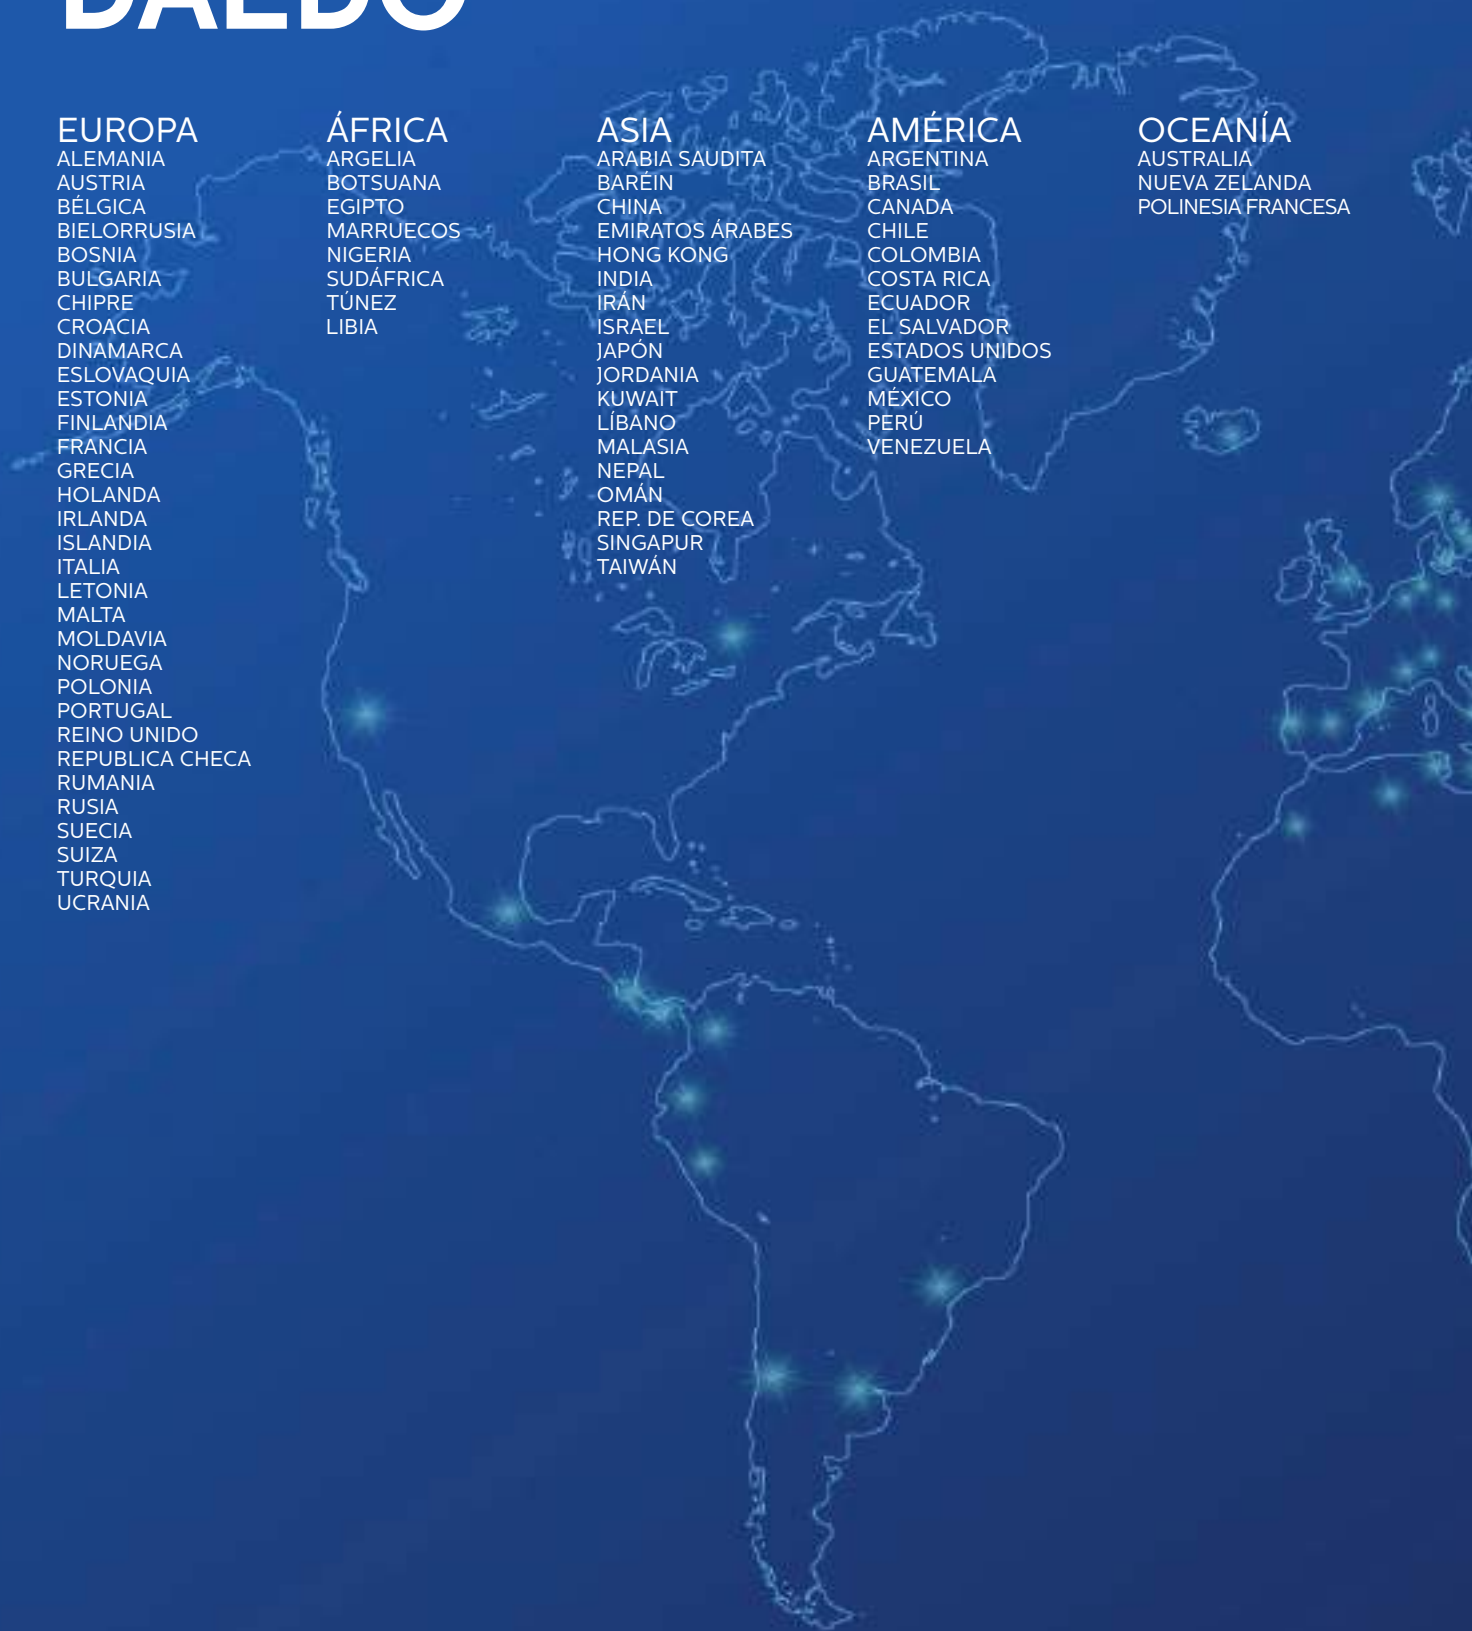 DAEDO
EUROPA
ALEMANIA
AUSTRIA
BÉLGICA
BIELORRUSIA
BOSNIA
BULGARIA
CHIPRE
CROACIA
DINAMARCA
ESLOVAQUIA
ESTONIA
FINLANDIA
FRANCIA
GRECIA
HOLANDA
IRLANDA
ISLANDIA
ITALIA
LETONIA
MALTA
MOLDAVIA
NORUEGA
POLONIA
PORTUGAL
REINO UNIDO
REPUBLICA CHECA
RUMANIA
RUSIA
SUECIA
SUIZA
TURQUIA
UCRANIA
ÁFRICA
ARGELIA
BOTSUANA
EGIPTO
MARRUECOS
NIGERIA
SUDÁFRICA
TÚNEZ
LIBIA
ASIA
ARABIA SAUDITA
BARÉIN
CHINA
EMIRATOS ÁRABES
HONG KONG
INDIA
IRÁN
ISRAEL
JAPÓN
JORDANIA
KUWAIT
LÍBANO
MALASIA
NEPAL
OMÁN
REP. DE COREA
SINGAPUR
TAIWÁN
AMÉRICA
ARGENTINA
BRASIL
CANADA
CHILE
COLOMBIA
COSTA RICA
ECUADOR
EL SALVADOR
ESTADOS UNIDOS
GUATEMALA
MÉXICO
PERÚ
VENEZUELA
OCEANÍA
AUSTRALIA
NUEVA ZELANDA
POLINESIA FRANCESA